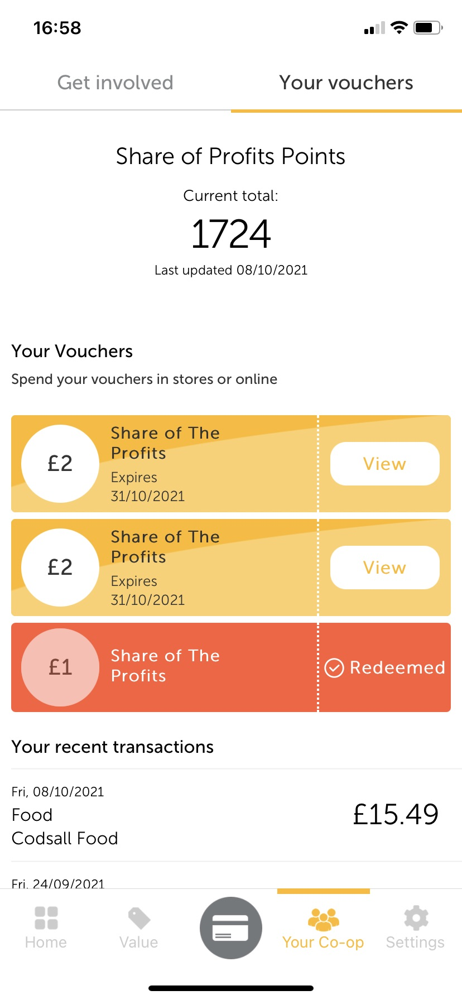 16:58
Get involved
Your vouchers
Share of Profits Points
Current total:
1724
Last updated 08/10/2021
Your Vouchers
Spend your vouchers in stores or online
£2
Share of The
Profits
Expires
31/10/2021
View
£2
Share of The
Profits
Expires
31/10/2021
View
£1
Share of The
Profits
Redeemed
Your recent transactions
Fri, 08/10/2021
Food
Codsall Food
£15.49
Fri, 24/09/2021
Home
Value
Your Co-op
Settings